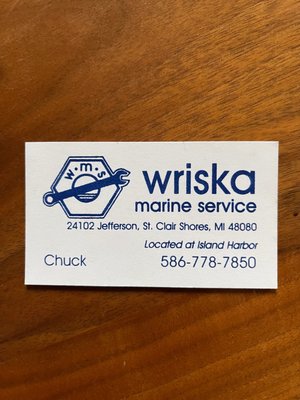 w·m·s
wriska
marine service
24102 Jefferson, St. Clair Shores, MI 48080
Located at Island Harbor
Chuck 586-778-7850